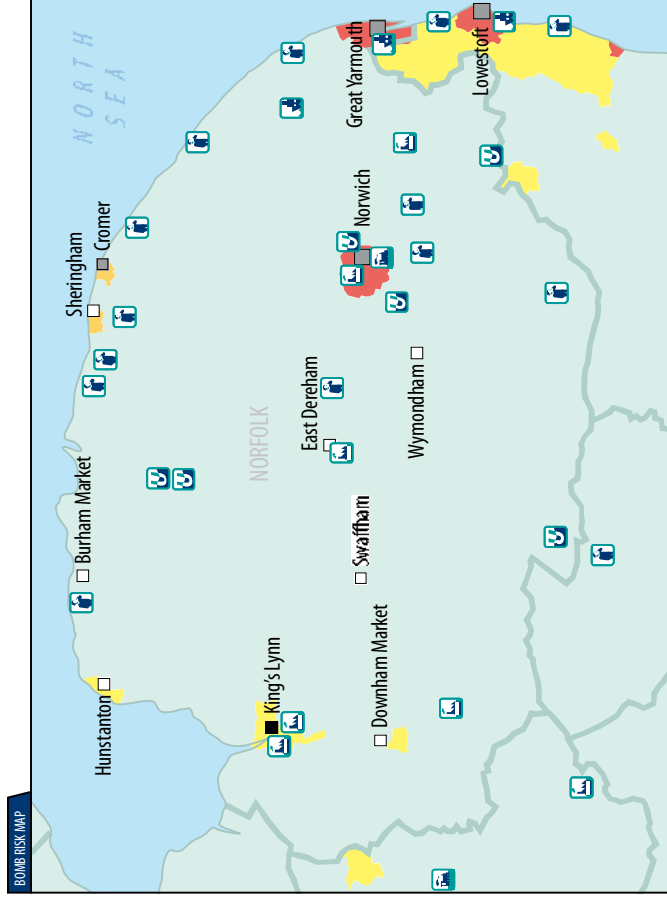 BOMB RISK MAP
NORTH
SEA
Sheringham
Cromer
Burham Market
Hunstanton
Great Yarmouth
Lowestoft
Norwich
NORFOLK
East Dereham
Wymondham
Swaffham
King's Lynn
Downham Market